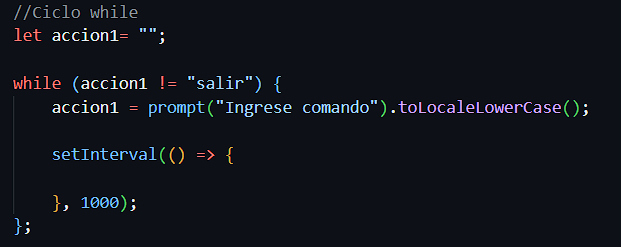 //Ciclo while
let accion1= "";
while (accion1 != "salir") {
accion1 = prompt("Ingrese comando").toLocaleLowerCase();
setInterval(() => {
}, 1000);
};